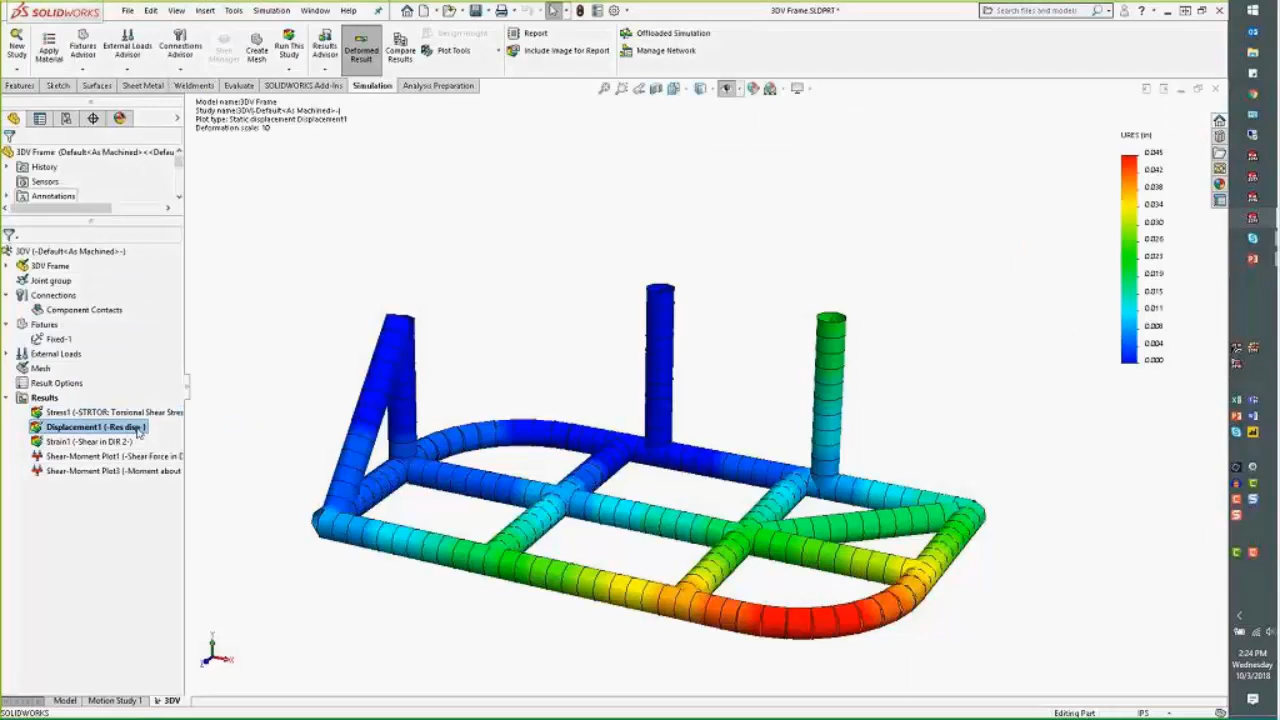 SOLIDWORKS File Edit View Insert Tools Simulation Window Help 3DV Frame.SLDPRT * Search files and models
New Study
Apply Material
Fixtures Advisor
External Loads Advisor
Connections Advisor
Shell Manager
Create Mesh
Run This Study
Results Advisor
Deformed Result
Compare Results
Design Insight
Plot Tools
Report
Include Image for Report
Offloaded Simulation
Manage Network
Features Sketch Surfaces Sheet Metal Weldments Evaluate SOLIDWORKS Add-Ins Simulation Analysis Preparation
Model name:3DV Frame
Study name:3DV(-Default<As Machined>-)
Plot type: Static displacement Displacement1
Deformation scale: 10
3DV Frame (Default<As Machined><<Defau
History
Sensors
Annotations
3DV (-Default<As Machined>-)
3DV Frame
Joint group
Connections
Component Contacts
Fixtures
Fixed-1
External Loads
Mesh
Result Options
Results
Stress1 (-STRTOR: Torsional Shear Stres
Displacement1 (-Res disp-)
Strain1 (-Shear in DIR 2-)
Shear-Moment Plot1 (-Shear Force in D
Shear-Moment Plot3 (-Moment about
URES (in)
0.045
0.042
0.038
0.034
0.030
0.026
0.023
0.019
0.015
0.011
0.008
0.004
0.000
Y
X
Z
Model Motion Study 1 3DV
SOLIDWORKS Editing Part IPS
2:24 PM
Wednesday
10/3/2018